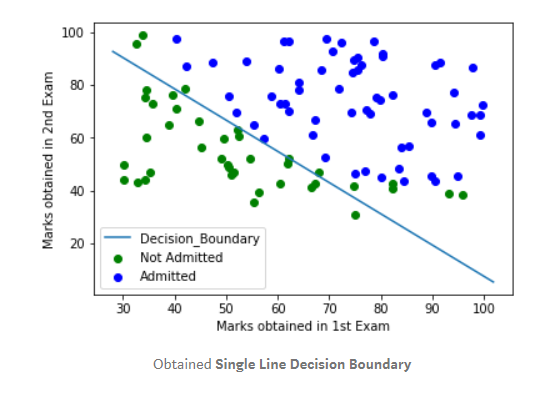 100
80
60
40
20
Marks obtained in 2nd Exam
Decision_Boundary
Not Admitted
Admitted
30 40 50 60 70 80 90 100
Marks obtained in 1st Exam
Obtained Single Line Decision Boundary